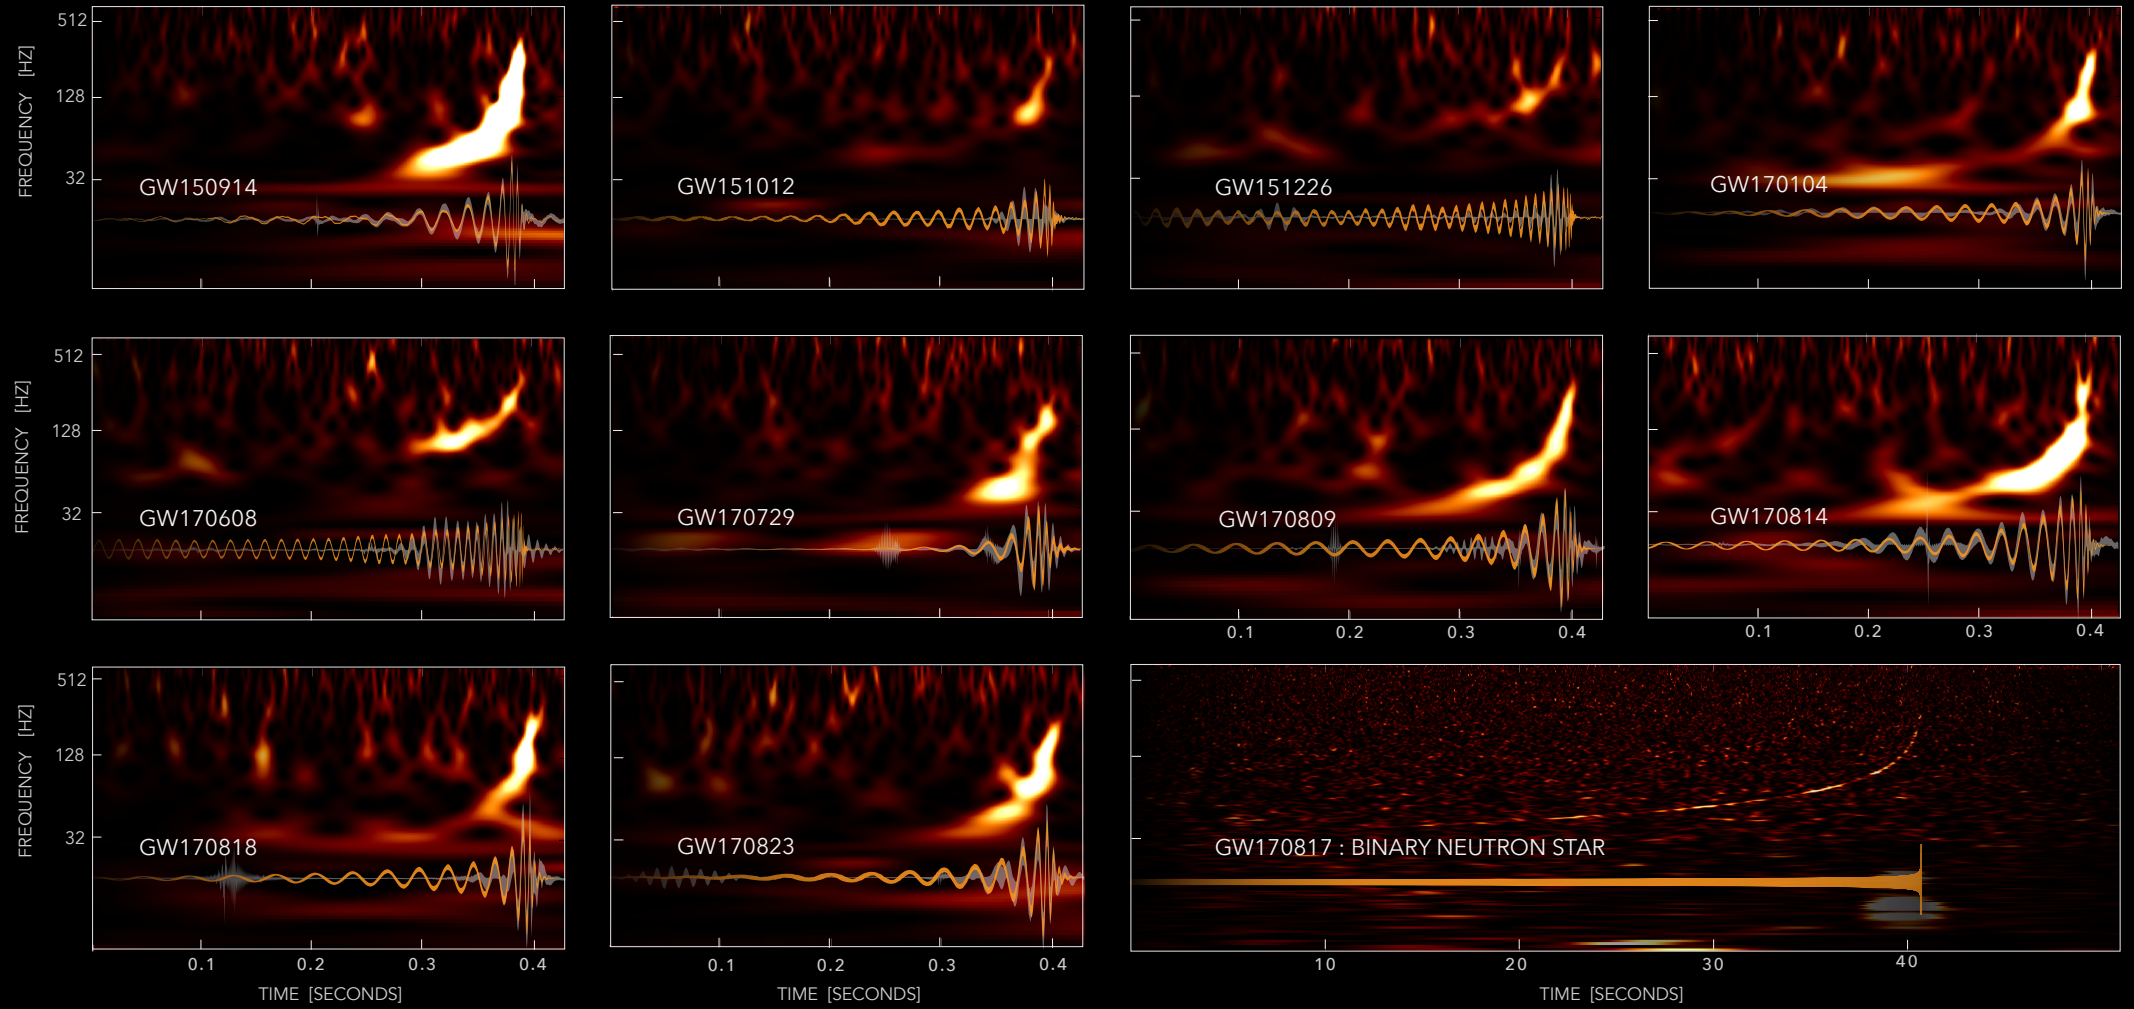 512
FREQUENCY [HZ]
128
32
GW150914
GW151012
GW151226
GW170104
512
FREQUENCY [HZ]
128
32
GW170608
GW170729
GW170809
GW170814
0.1 0.2 0.3 0.4
0.1 0.2 0.3 0.4
512
FREQUENCY [HZ]
128
32
GW170818
GW170823
GW170817 : BINARY NEUTRON STAR
0.1 0.2 0.3 0.4
0.1 0.2 0.3 0.4
10 20 30 40
TIME [SECONDS]
TIME [SECONDS]
TIME [SECONDS]